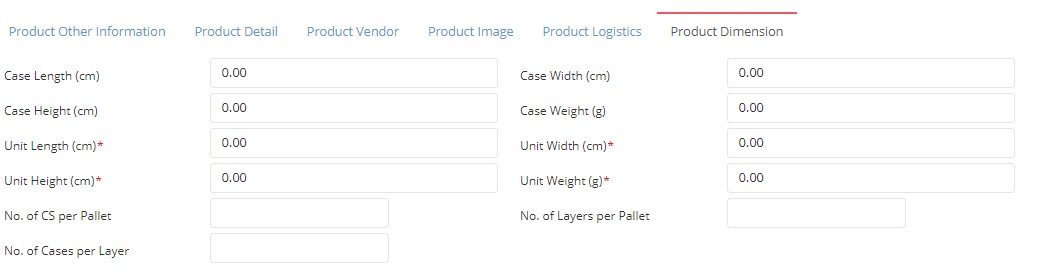 Product Other Information Product Detail Product Vendor Product Image Product Logistics Product Dimension
Case Length (cm) 0.00 Case Width (cm) 0.00
Case Height (cm) 0.00 Case Weight (g) 0.00
Unit Length (cm)* 0.00 Unit Width (cm)* 0.00
Unit Height (cm)* 0.00 Unit Weight (g)* 0.00
No. of CS per Pallet No. of Layers per Pallet
No. of Cases per Layer